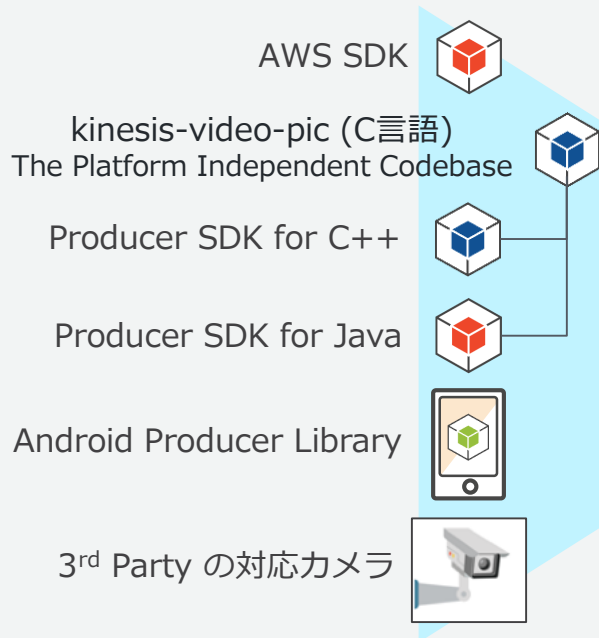 AWS SDK
kinesis-video-pic (C言語)
The Platform Independent Codebase
Producer SDK for C++
Producer SDK for Java
Android Producer Library
3rd Party の対応カメラ